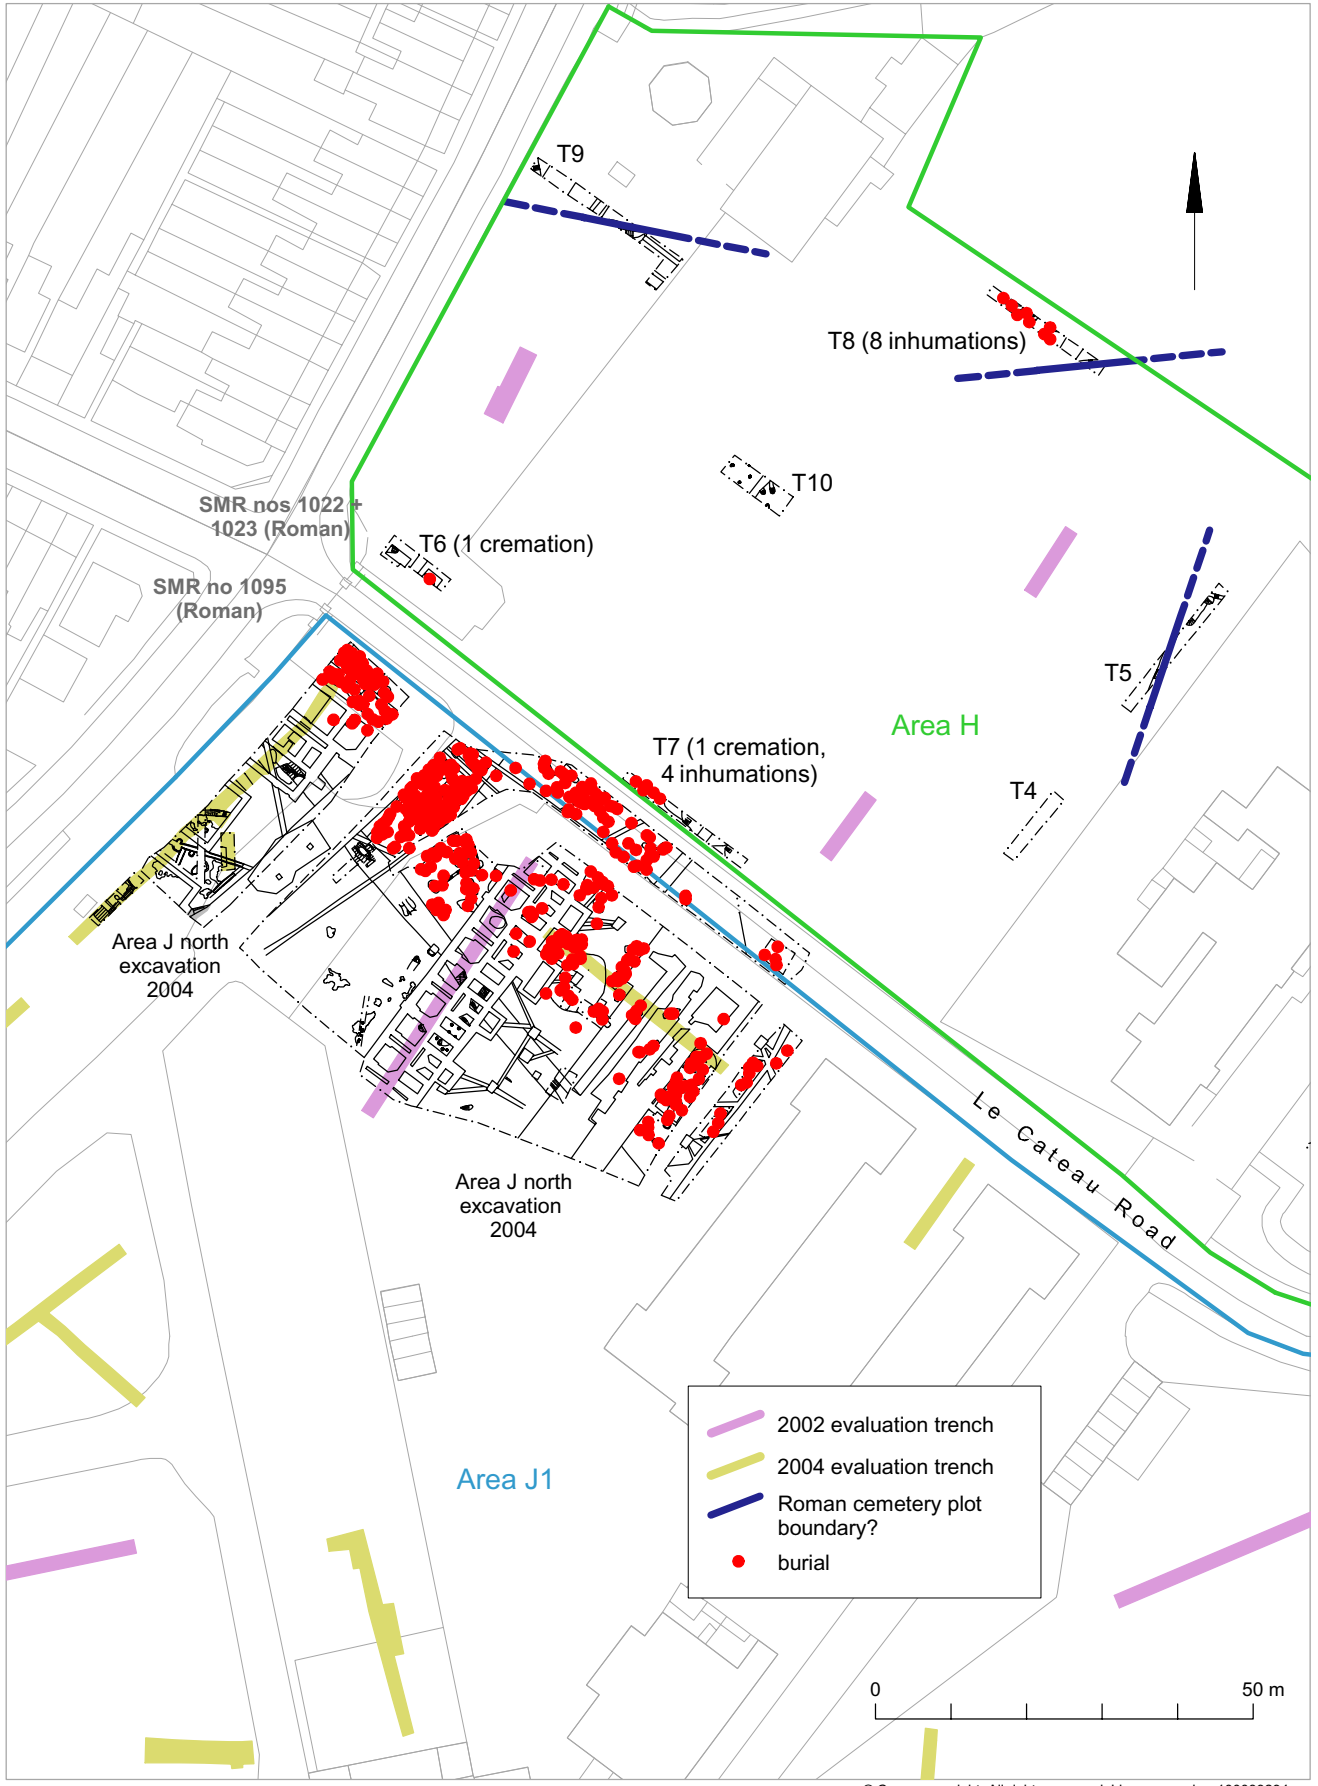 T9
T8 (8 inhumations)
T10
SMR nos 1022 +
1023 (Roman)
T6 (1 cremation)
SMR no 1095
(Roman)
T5
Area H
T7 (1 cremation,
4 inhumations)
T4
Area J north
excavation
2004
Le Cateau Road
Area J north
excavation
2004
Area J1
2002 evaluation trench
2004 evaluation trench
Roman cemetery plot
boundary?
burial
0
50 m